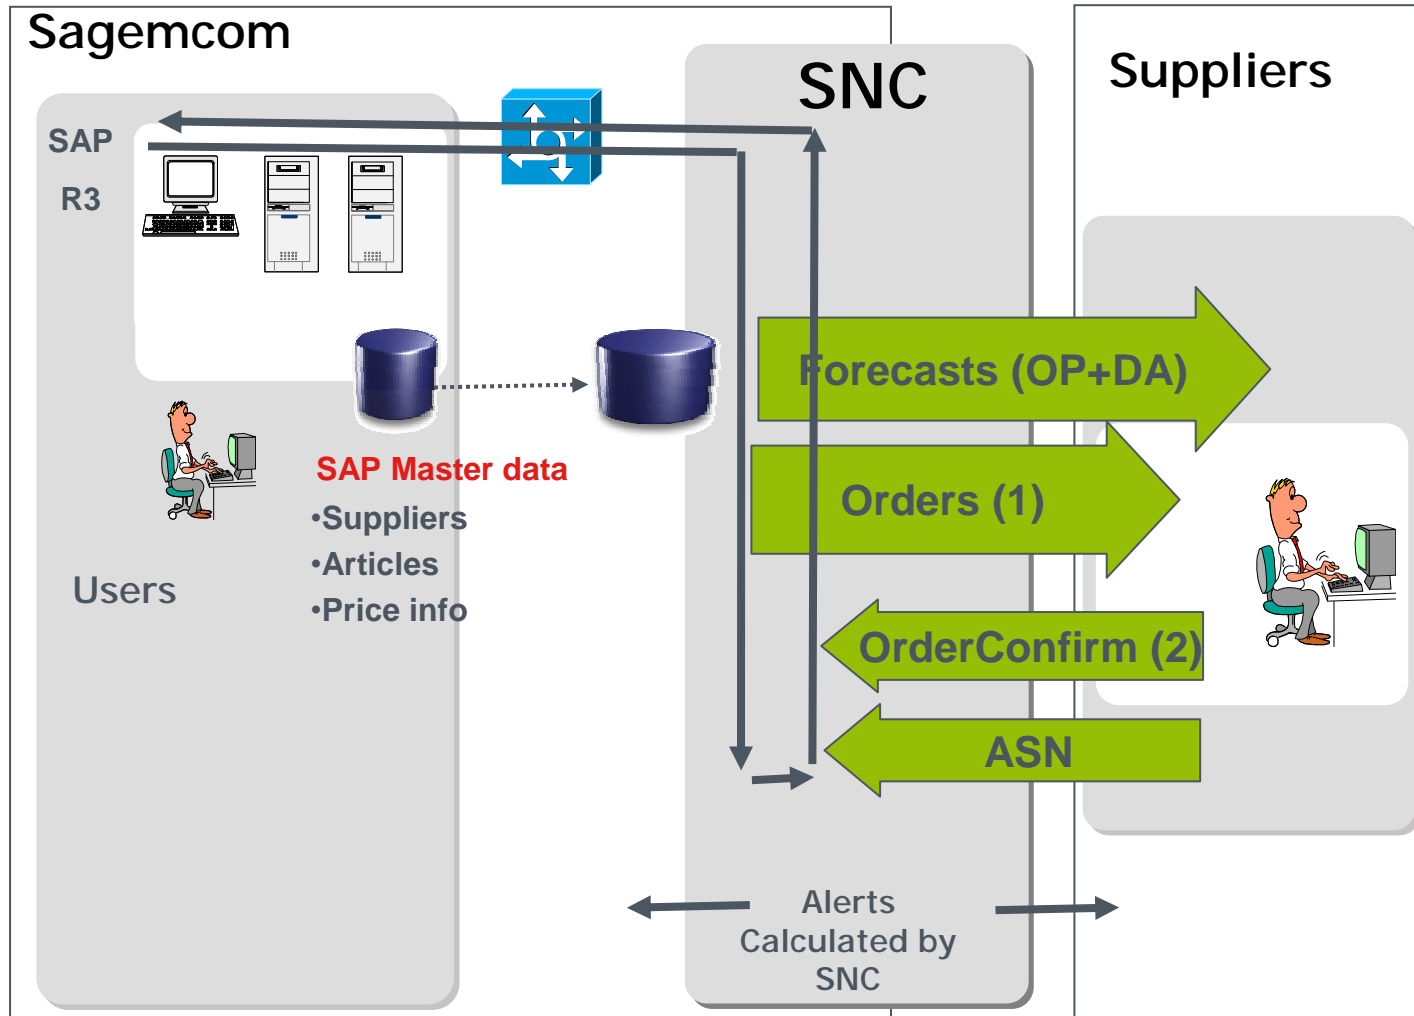 Sagemcom
SNC
Suppliers
SAP
R3
Forecasts (OP+DA)
SAP Master data
•Suppliers
•Articles
•Price info
Users
Orders (1)
OrderConfirm (2)
ASN
Alerts
Calculated by
SNC